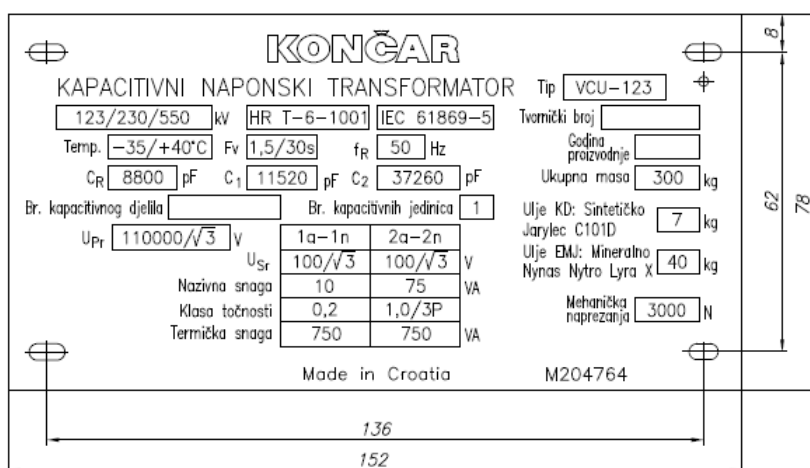 KONČAR
KAPACITIVNI NAPONSKI TRANSFORMATOR Tip VCU-123
123/230/550 kV HR T-6-1001 IEC 61869-5 Tvornički broj
Temp. -35/+40°C Fv 1,5/30s fR 50 Hz Godina proizvodnje
CR 8800 pF C1 11520 pF C2 37260 pF Ukupna masa 300 kg
Br. kapacitivnog djelila Br. kapacitivnih jedinica 1
Ulje KD: Sintetičko
Jarylec C101D 7 kg
UPr 110000/√3 V 1a-1n 2a-2n
USr 100/√3 100/√3 V
Ulje EMJ: Mineralno
Nynas Nytro Lyra X 40 kg
Nazivna snaga 10 75 VA
Klasa točnosti 0,2 1,0/3P
Mehanička
naprezanja 3000 N
Termička snaga 750 750 VA
Made in Croatia M204764
8
62
78
136
152